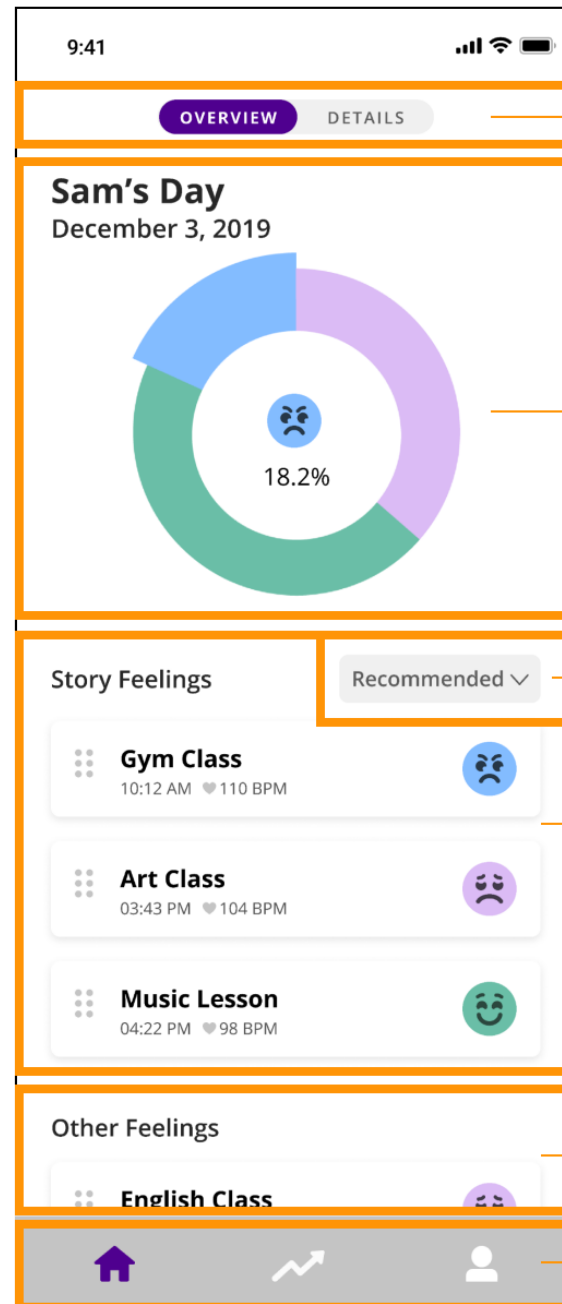 9:41
OVERVIEW DETAILS
Sam’s Day
December 3, 2019
18.2%
Story Feelings
Recommended
Gym Class
10:12 AM 110 BPM
Art Class
03:43 PM 104 BPM
Music Lesson
04:22 PM 98 BPM
Other Feelings
English Class